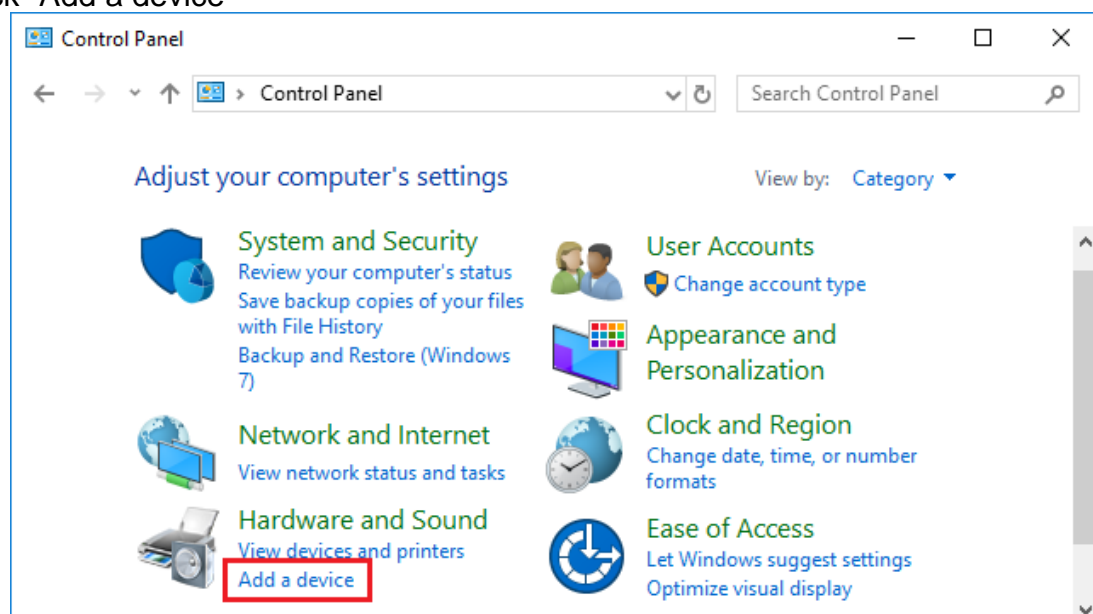 "Add a device"
Control Panel
Control Panel
Search Control Panel
Adjust your computer's settings
View by: Category
System and Security
Review your computer's status
Save backup copies of your files
with File History
Backup and Restore (Windows
7)
Network and Internet
View network status and tasks
Hardware and Sound
View devices and printers
Add a device
User Accounts
Change account type
Appearance and
Personalization
Clock and Region
Change date, time, or number
formats
Ease of Access
Let Windows suggest settings
Optimize visual display